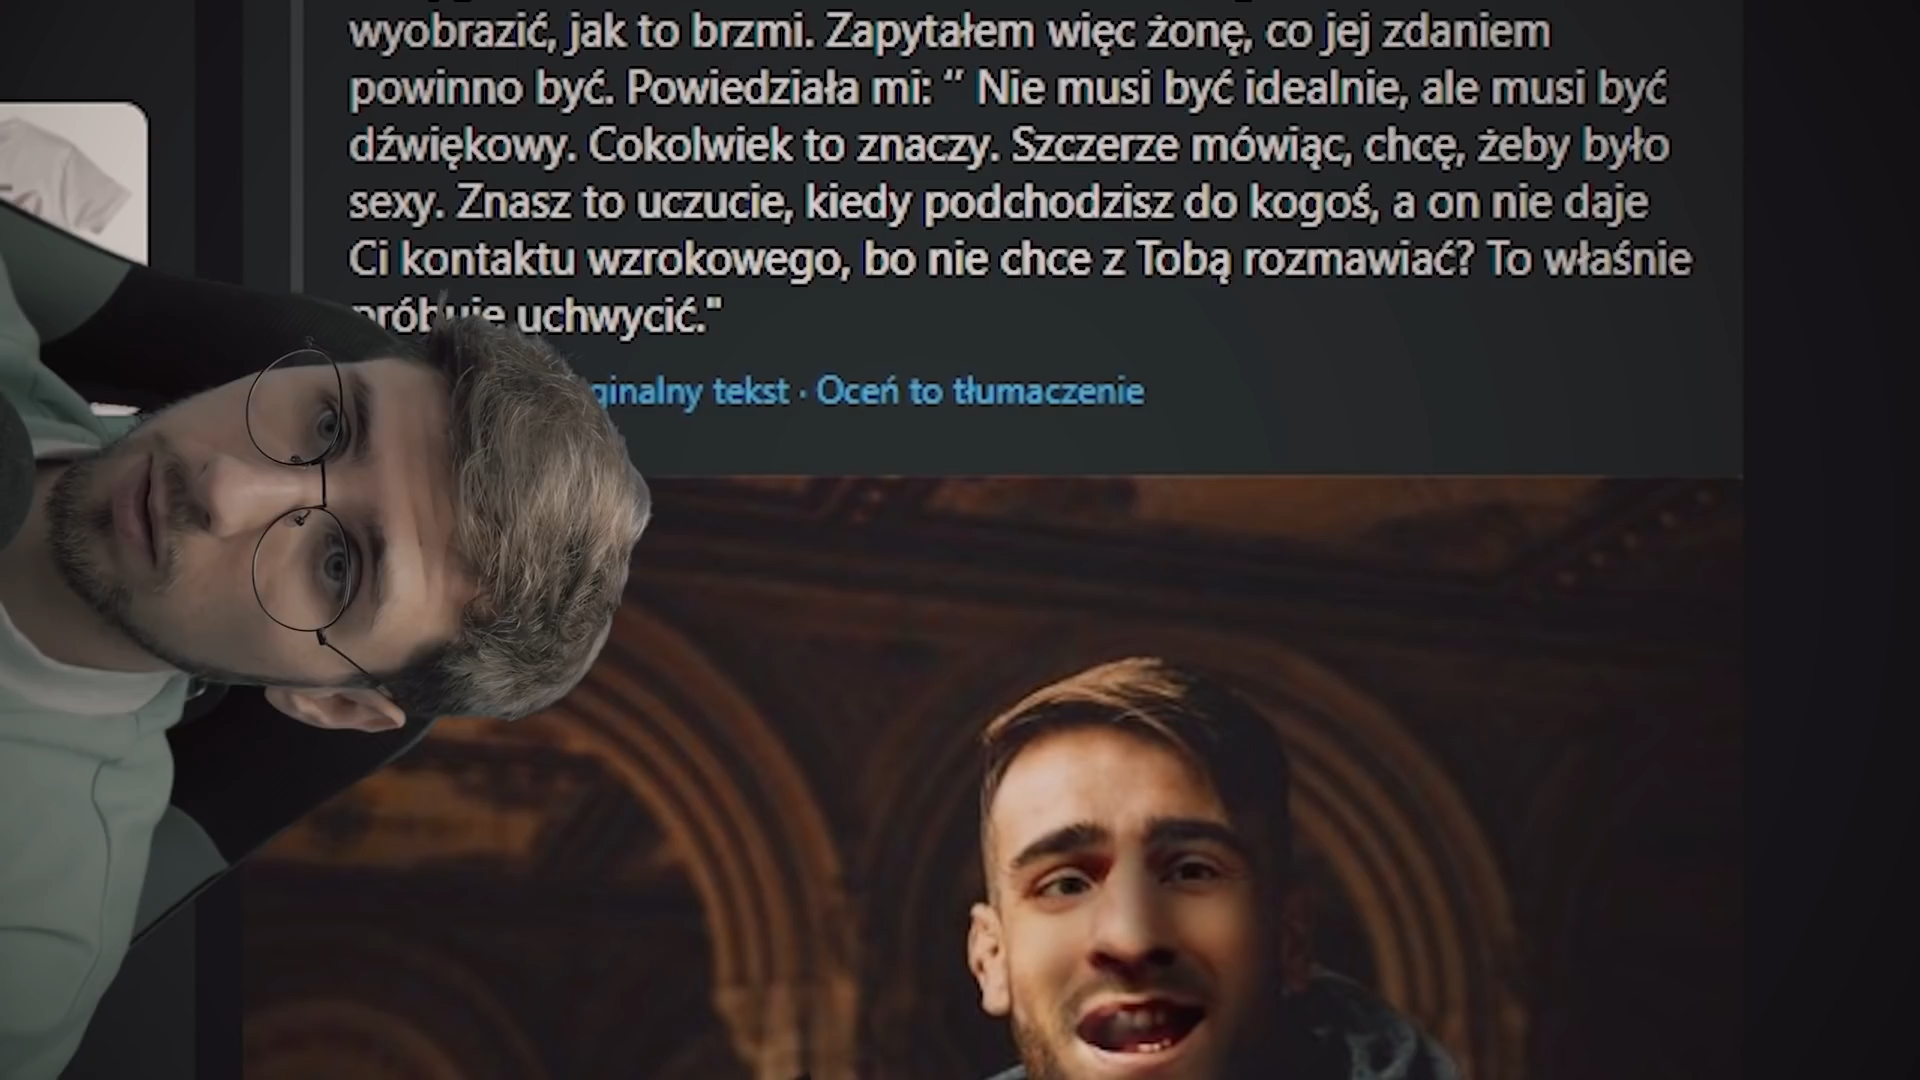 wyobrazić, jak to brzmi. Zapytałem więc żonę, co jej zdaniem
powinno być. Powiedziała mi: “ Nie musi być idealnie, ale musi być
dźwiękowy. Cokolwiek to znaczy. Szczerze mówiąc, chcę, żeby było
sexy. Znasz to uczucie, kiedy podchodzisz do kogoś, a on nie daje
Ci kontaktu wzrokowego, bo nie chce z Tobą rozmawiać? To właśnie
próbuję uchwycić."
tekst · Oceń to tłumaczenie